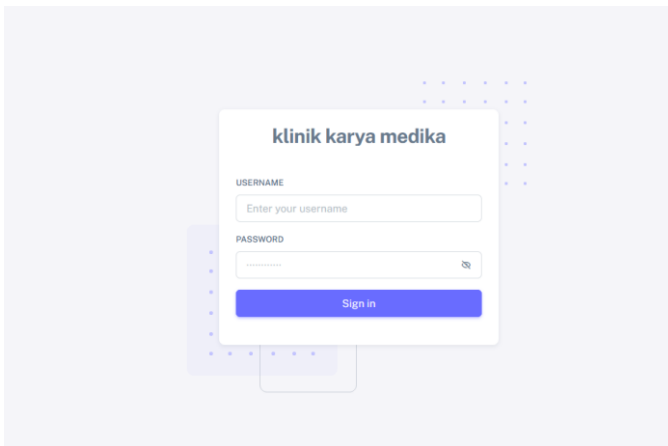 klinik karya medika
USERNAME
Enter your username
PASSWORD
············
Sign in